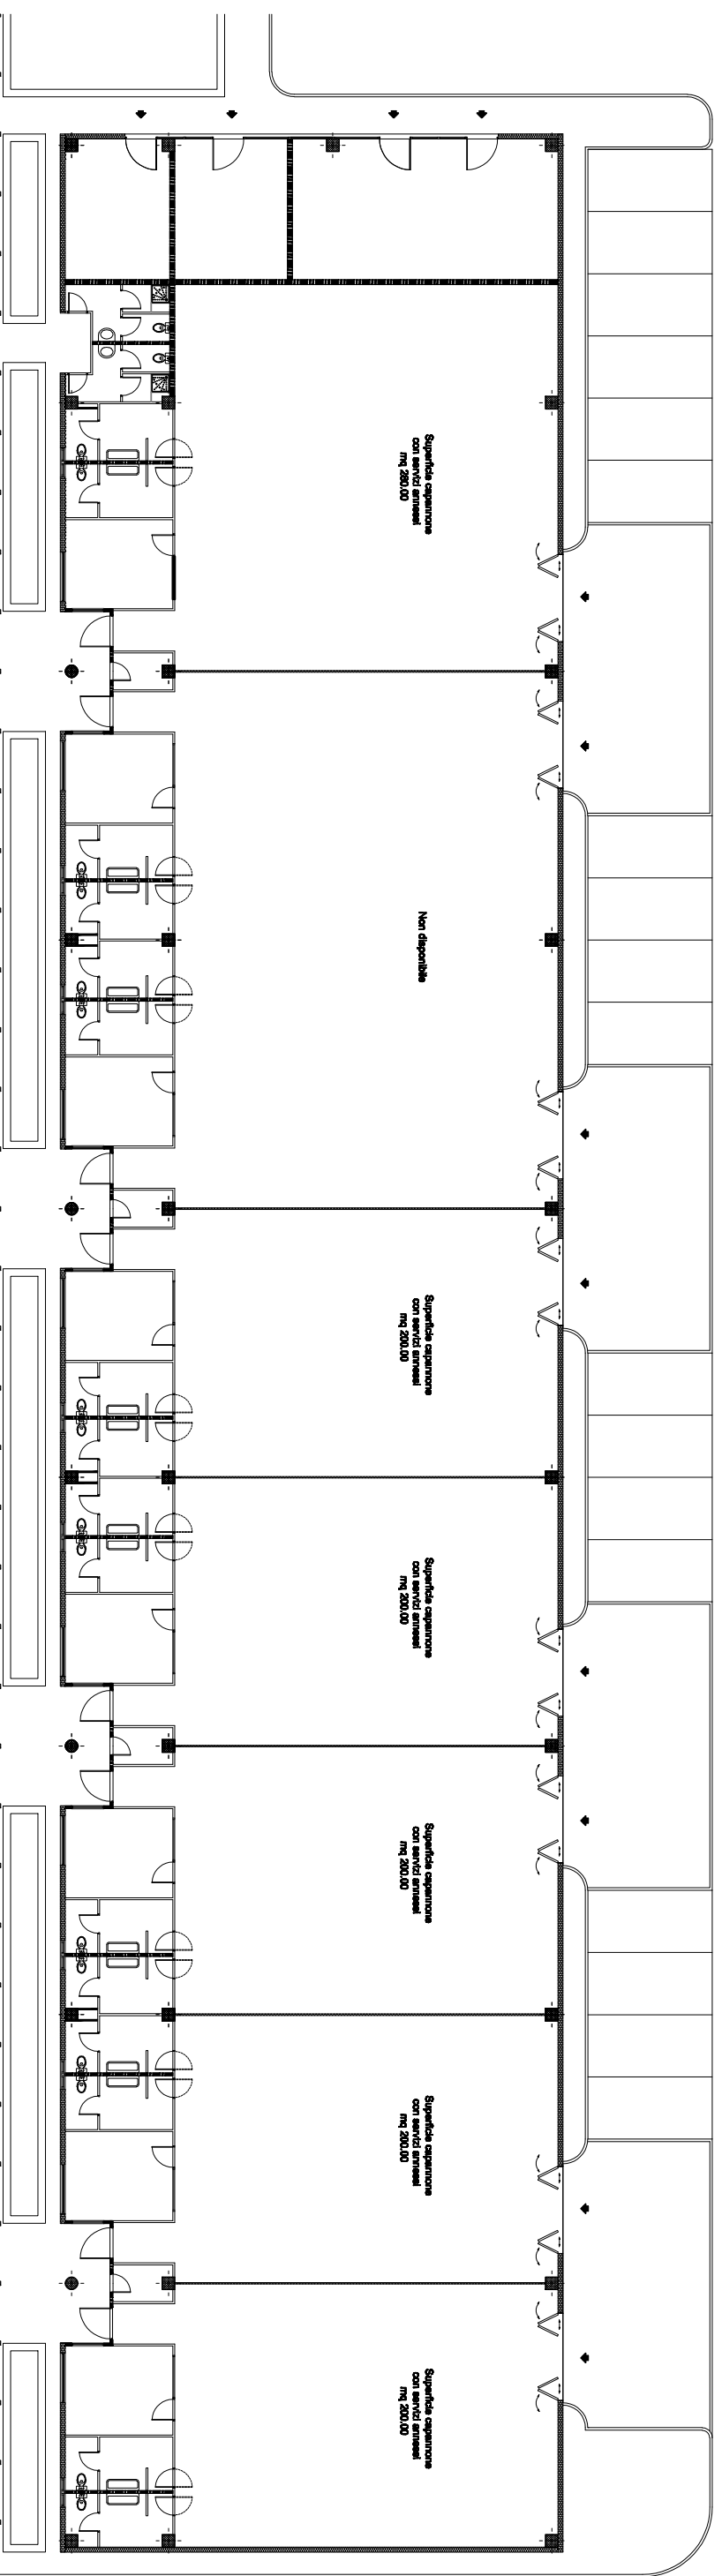 Superficie capannone
con servizi annessi
mq 280.00
Non disponibile
Superficie capannone
con servizi annessi
mq 200.00
Superficie capannone
con servizi annessi
mq 200.00
Superficie capannone
con servizi annessi
mq 200.00
Superficie capannone
con servizi annessi
mq 200.00
Superficie capannone
con servizi annessi
mq 200.00